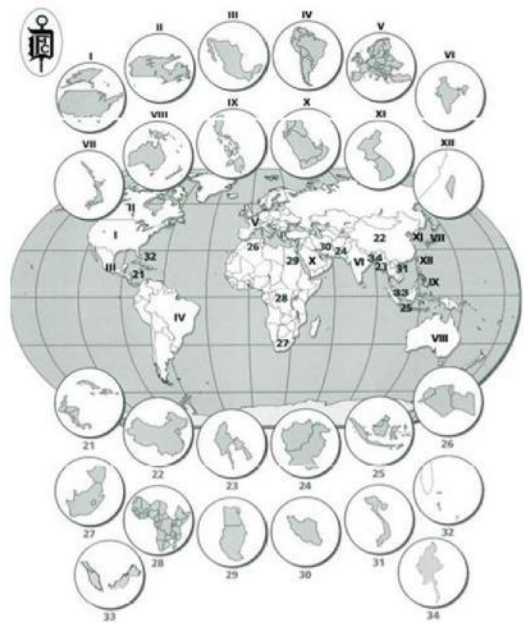 III IV
II V
I VI
IX X
VIII XI
VII XII
II
V
I 22 XI VII
26 30
32 29 24
III X VI 34 XII
21 23 31
IX
28 33
IV 25
27 VIII
21 26
22 23 24 25
27 32
28 29 30 31
33 34